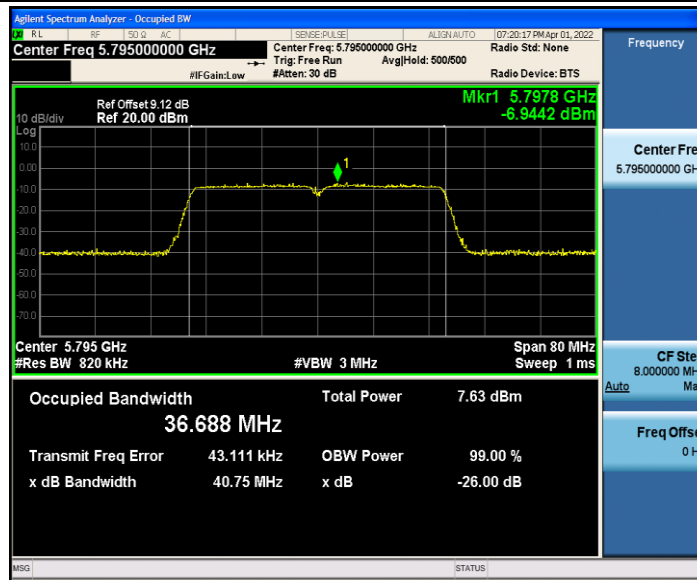 Agilent Spectrum Analyzer - Occupied BW
RL RF 50 Ω AC SENSE:PULSE ALIGN AUTO 07:20:17 PM Apr 01, 2022
Center Freq 5.795000000 GHz
Center Freq: 5.795000000 GHz
Radio Std: None
Trig: Free Run Avg|Hold: 500/500
#IFGain:Low #Atten: 30 dB Radio Device: BTS
Frequency
Ref Offset 9.12 dB
10 dB/div Ref 20.00 dBm
Mkr1 5.7978 GHz
-6.9442 dBm
Log
10.0
0.00
-10.0
-20.0
-30.0
-40.0
-50.0
-60.0
-70.0
1
Center Fre
5.795000000 GH
Center 5.795 GHz Span 80 MHz
#Res BW 820 kHz #VBW 3 MHz Sweep 1 ms
CF Ste
8.000000 MH
Auto Ma
Occupied Bandwidth
36.688 MHz
Total Power 7.63 dBm
Transmit Freq Error 43.111 kHz OBW Power 99.00 %
x dB Bandwidth 40.75 MHz x dB -26.00 dB
Freq Offse
0 H
MSG STATUS